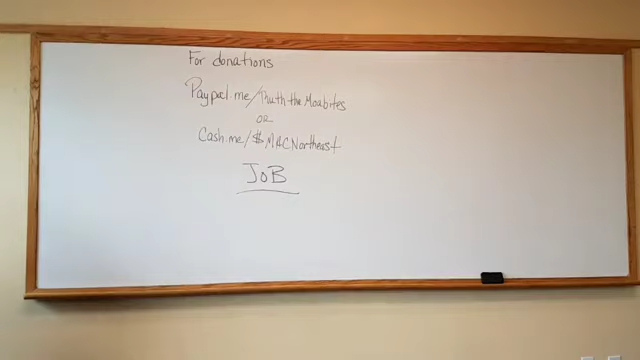 For donations
Paypal.me/Truth the Moabites
OR
Cash.me/$MACNortheast
JOB